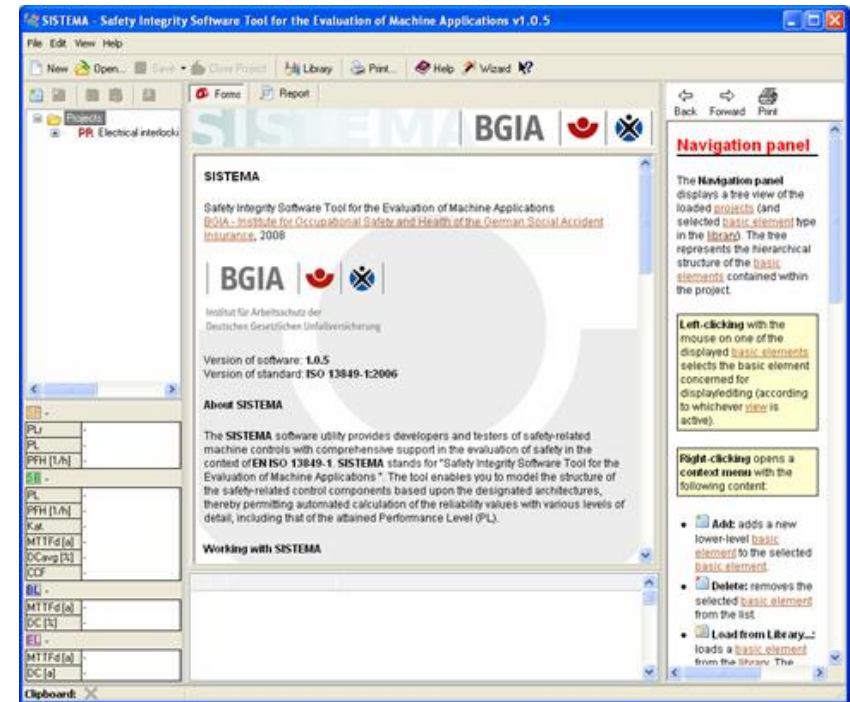 SISTEMA - Safety Integrity Software Tool for the Evaluation of Machine Applications v1.0.5
File Edit View Help
New Open... Save Close Project Library Print... Help Wizard
Forms Report
Projects
PR Electrical interlocki
SISTEMA
BGIA
SISTEMA
Safety Integrity Software Tool for the Evaluation of Machine Applications
BGIA - Institute for Occupational Safety and Health of the German Social Accident
Insurance, 2008
BGIA
Institut für Arbeitsschutz der
Deutschen Gesetzlichen Unfallversicherung
Version of software: 1.0.5
Version of standard: ISO 13849-1:2006
About SISTEMA
The SISTEMA software utility provides developers and testers of safety-related
machine controls with comprehensive support in the evaluation of safety in the
context of EN ISO 13849-1. SISTEMA stands for "Safety Integrity Software Tool for the
Evaluation of Machine Applications ". The tool enables you to model the structure of
the safety-related control components based upon the designated architectures,
thereby permitting automated calculation of the reliability values with various levels of
detail, including that of the attained Performance Level (PL).
Working with SISTEMA
SF -
PLr -
PL -
PFH [1/h] -
SB -
PL -
PFH [1/h] -
Kat. -
MTTFd [a] -
DCavg [%] -
CCF -
BL -
MTTFd [a] -
DC [%] -
EL -
MTTFd [a] -
DC [a] -
Clipboard:
Back Forward Print
Navigation panel
The Navigation panel
displays a tree view of the
loaded projects (and
selected basic element type
in the library). The tree
represents the hierarchical
structure of the basic
elements contained within
the project.
Left-clicking with the
mouse on one of the
displayed basic elements
selects the basic element
concerned for
display/editing (according
to whichever view is
active).
Right-clicking opens a
context menu with the
following content:
Add: adds a new
lower-level basic
element to the selected
basic element.
Delete: removes the
selected basic element
from the list.
Load from Library...:
loads a basic element
from the library. The